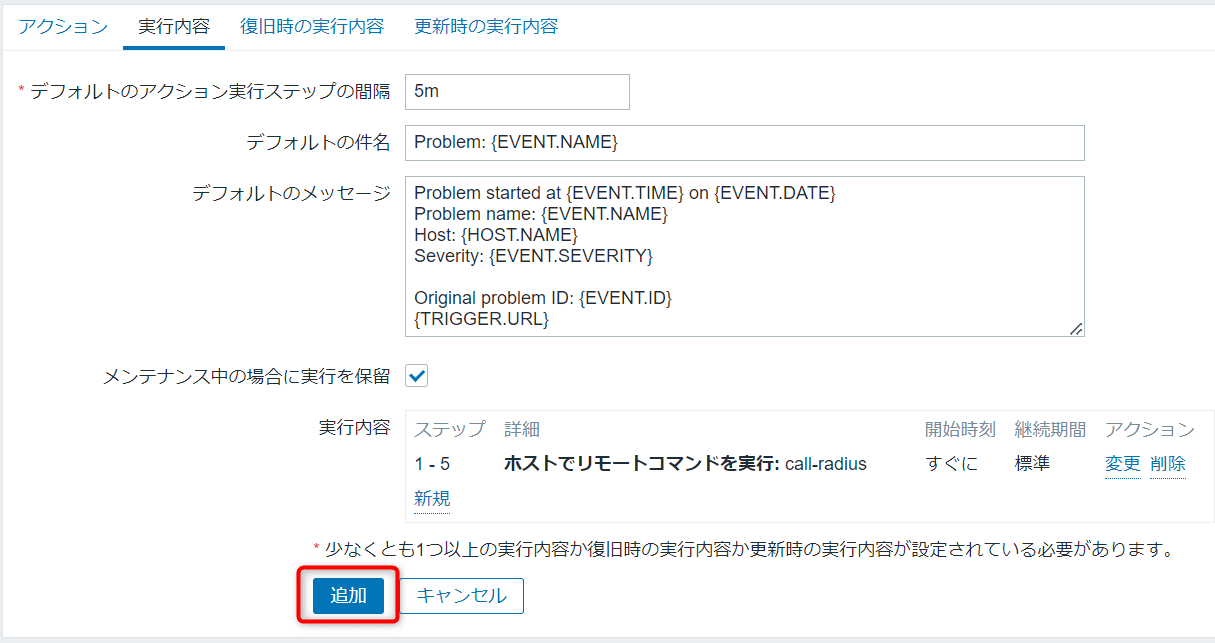 アクション 実行内容 復旧時の実行内容 更新時の実行内容
* デフォルトのアクション実行ステップの間隔 5m
デフォルトの件名 Problem: {EVENT.NAME}
デフォルトのメッセージ Problem started at {EVENT.TIME} on {EVENT.DATE}
Problem name: {EVENT.NAME}
Host: {HOST.NAME}
Severity: {EVENT.SEVERITY}
Original problem ID: {EVENT.ID}
{TRIGGER.URL}
メンテナンス中の場合に実行を保留
実行内容 ステップ 詳細 開始時刻 継続期間 アクション
1 - 5 ホストでリモートコマンドを実行: call-radius すぐに 標準 変更 削除
新規
* 少なくとも1つ以上の実行内容か復旧時の実行内容か更新時の実行内容が設定されている必要があります。
追加 キャンセル